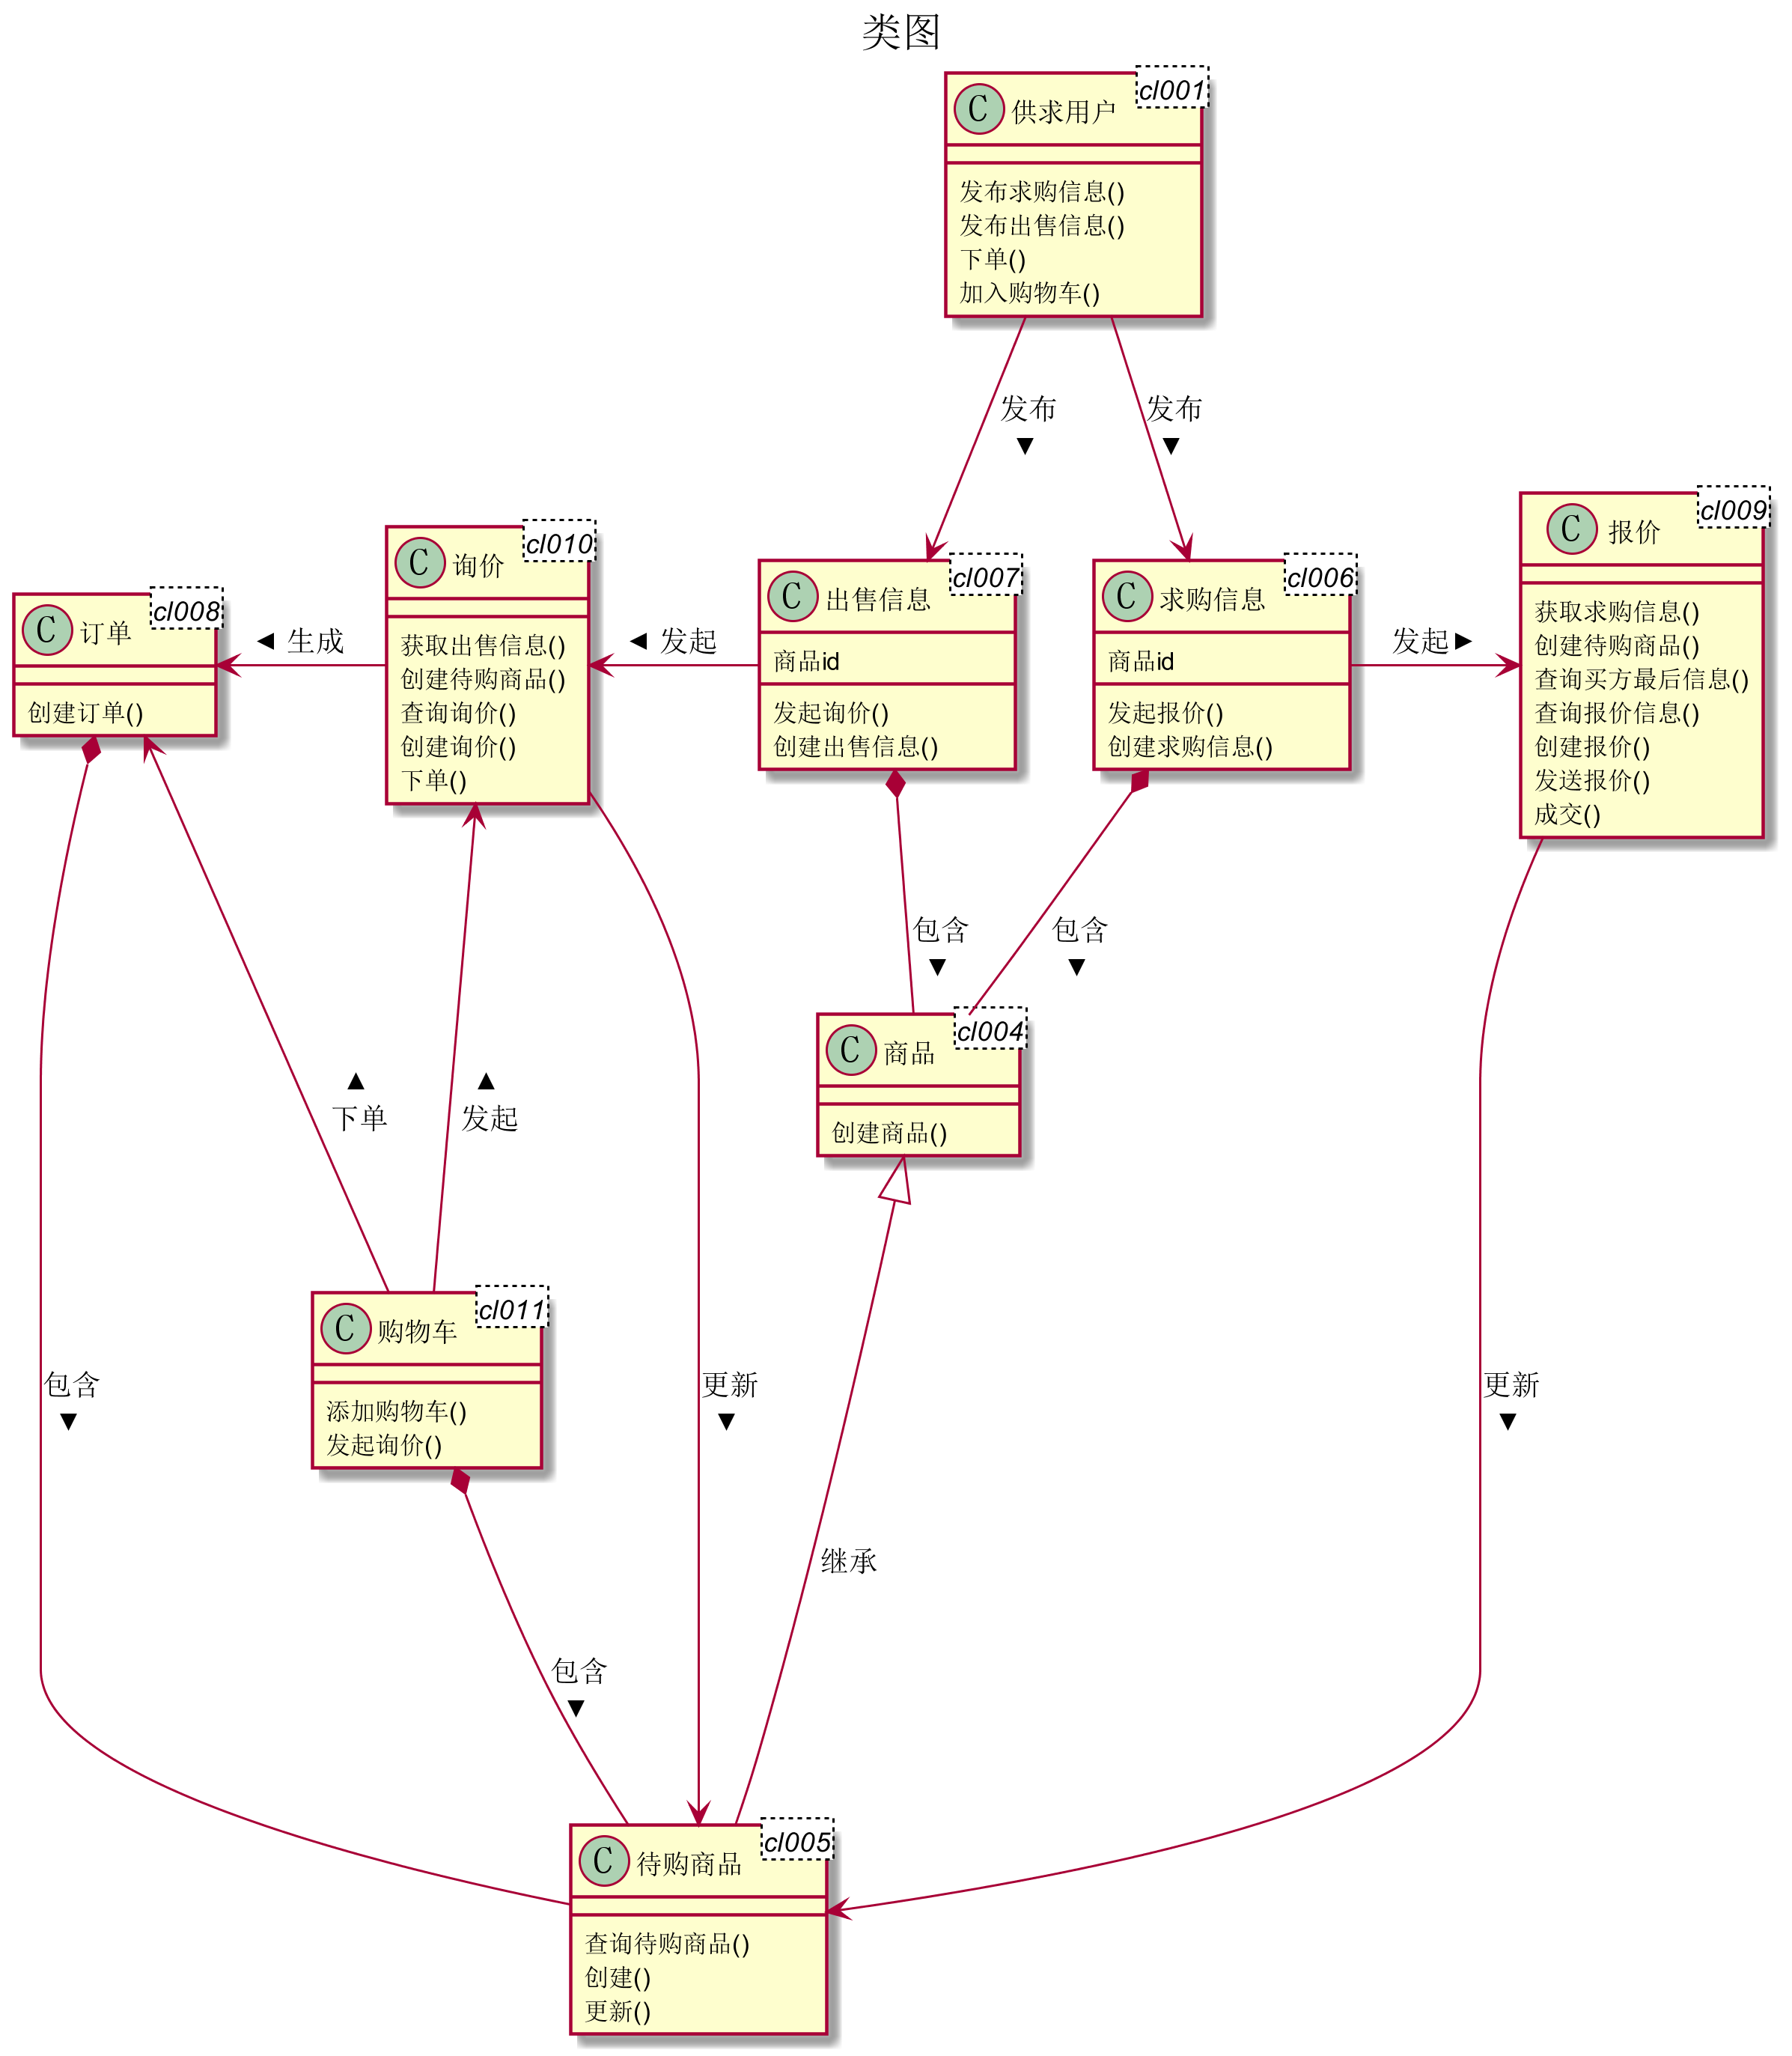 类图
C 供求用户 cl001
发布求购信息()
发布出售信息()
下单()
加入购物车()
发布
▼
发布
▼
C 订单 cl008
创建订单()
◄ 生成
C 询价 cl010
获取出售信息()
创建待购商品()
查询询价()
创建询价()
下单()
◄ 发起
C 出售信息 cl007
商品id
发起询价()
创建出售信息()
C 求购信息 cl006
商品id
发起报价()
创建求购信息()
发起►
C 报价 cl009
获取求购信息()
创建待购商品()
查询买方最后信息()
查询报价信息()
创建报价()
发送报价()
成交()
包含
▼
包含
▼
C 商品 cl004
创建商品()
▲
下单
▲
发起
C 购物车 cl011
添加购物车()
发起询价()
包含
▼
更新
▼
更新
▼
继承
包含
▼
C 待购商品 cl005
查询待购商品()
创建()
更新()